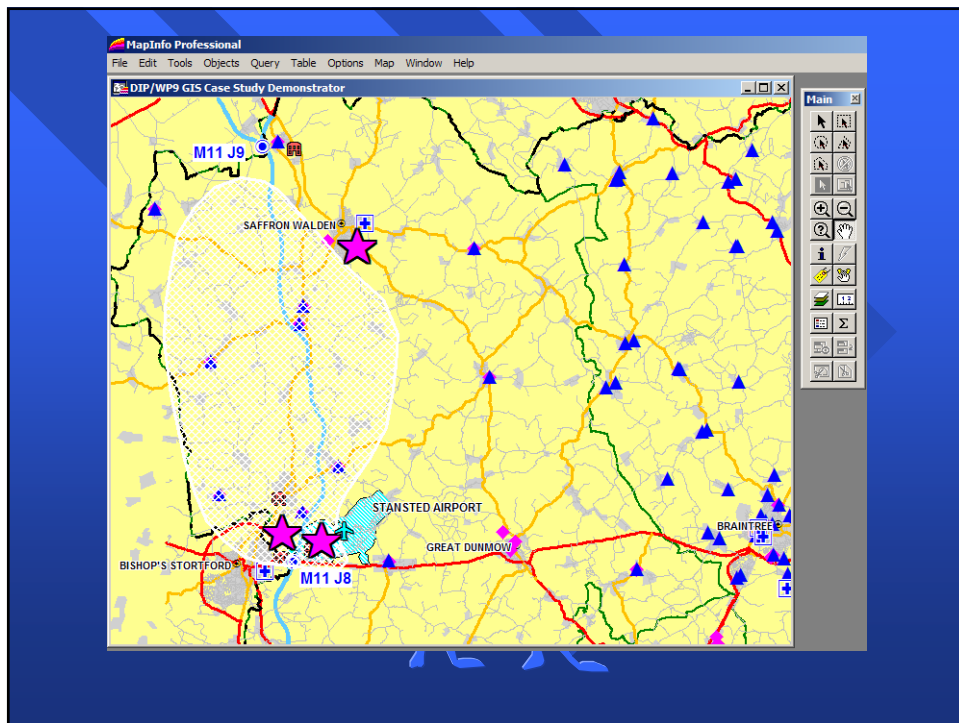 MapInfo Professional
File Edit Tools Objects Query Table Options Map Window Help
DIP/WP9 GIS Case Study Demonstrator
Main
M11 J9
SAFFRON WALDEN
STANSTED AIRPORT
BRAINTREE
GREAT DUNMOW
BISHOP'S STORTFORD
M11 J8